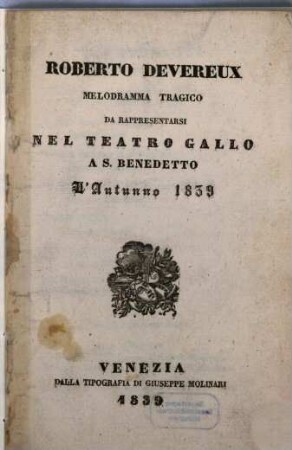 ROBERTO DEVEREUX
MELODRAMMA TRAGICO
DA RAPPRESENTARSI
NEL TEATRO GALLO
A S. BENEDETTO
L'Autunno 1839
VENEZIA
DALLA TIPOGRAFIA DI GIUSEPPE MOLINARI
1839